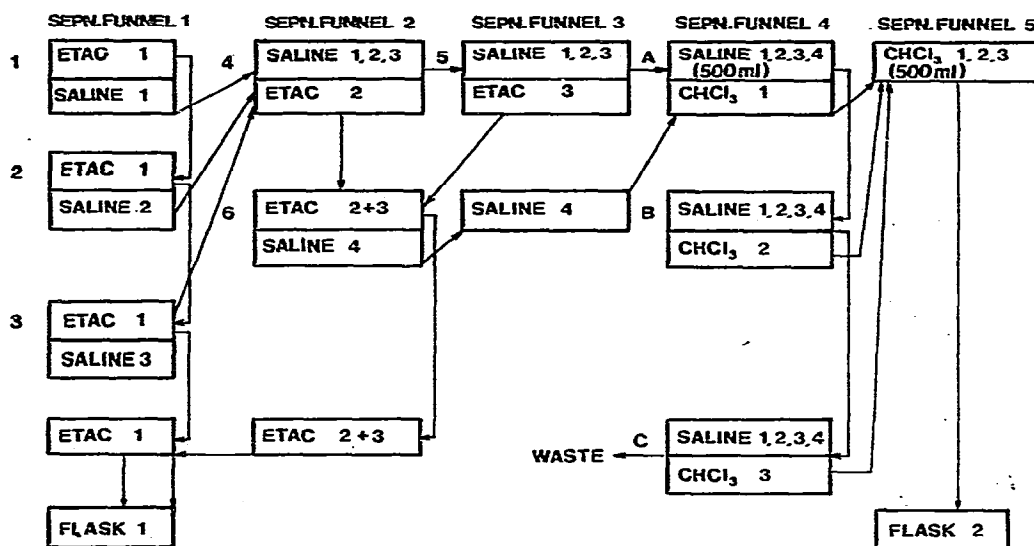 SEPN.FUNNEL 1 SEPN.FUNNEL 2 SEPN.FUNNEL 3 SEPN.FUNNEL 4 SEPN.FUNNEL 5
1 ETAC 1
SALINE 1
4 SALINE 1,2,3
ETAC 2
5 SALINE 1,2,3
ETAC 3
A SALINE 1,2,3,4
(500ml)
CHCl₃ 1
CHCl₃ 1,2,3
(500ml)
2 ETAC 1
SALINE 2
6 ETAC 2+3
SALINE 4
SALINE 4
B SALINE 1,2,3,4
CHCl₃ 2
3 ETAC 1
SALINE 3
ETAC 1
ETAC 2+3
WASTE
C SALINE 1,2,3,4
CHCl₃ 3
FLASK 1
FLASK 2